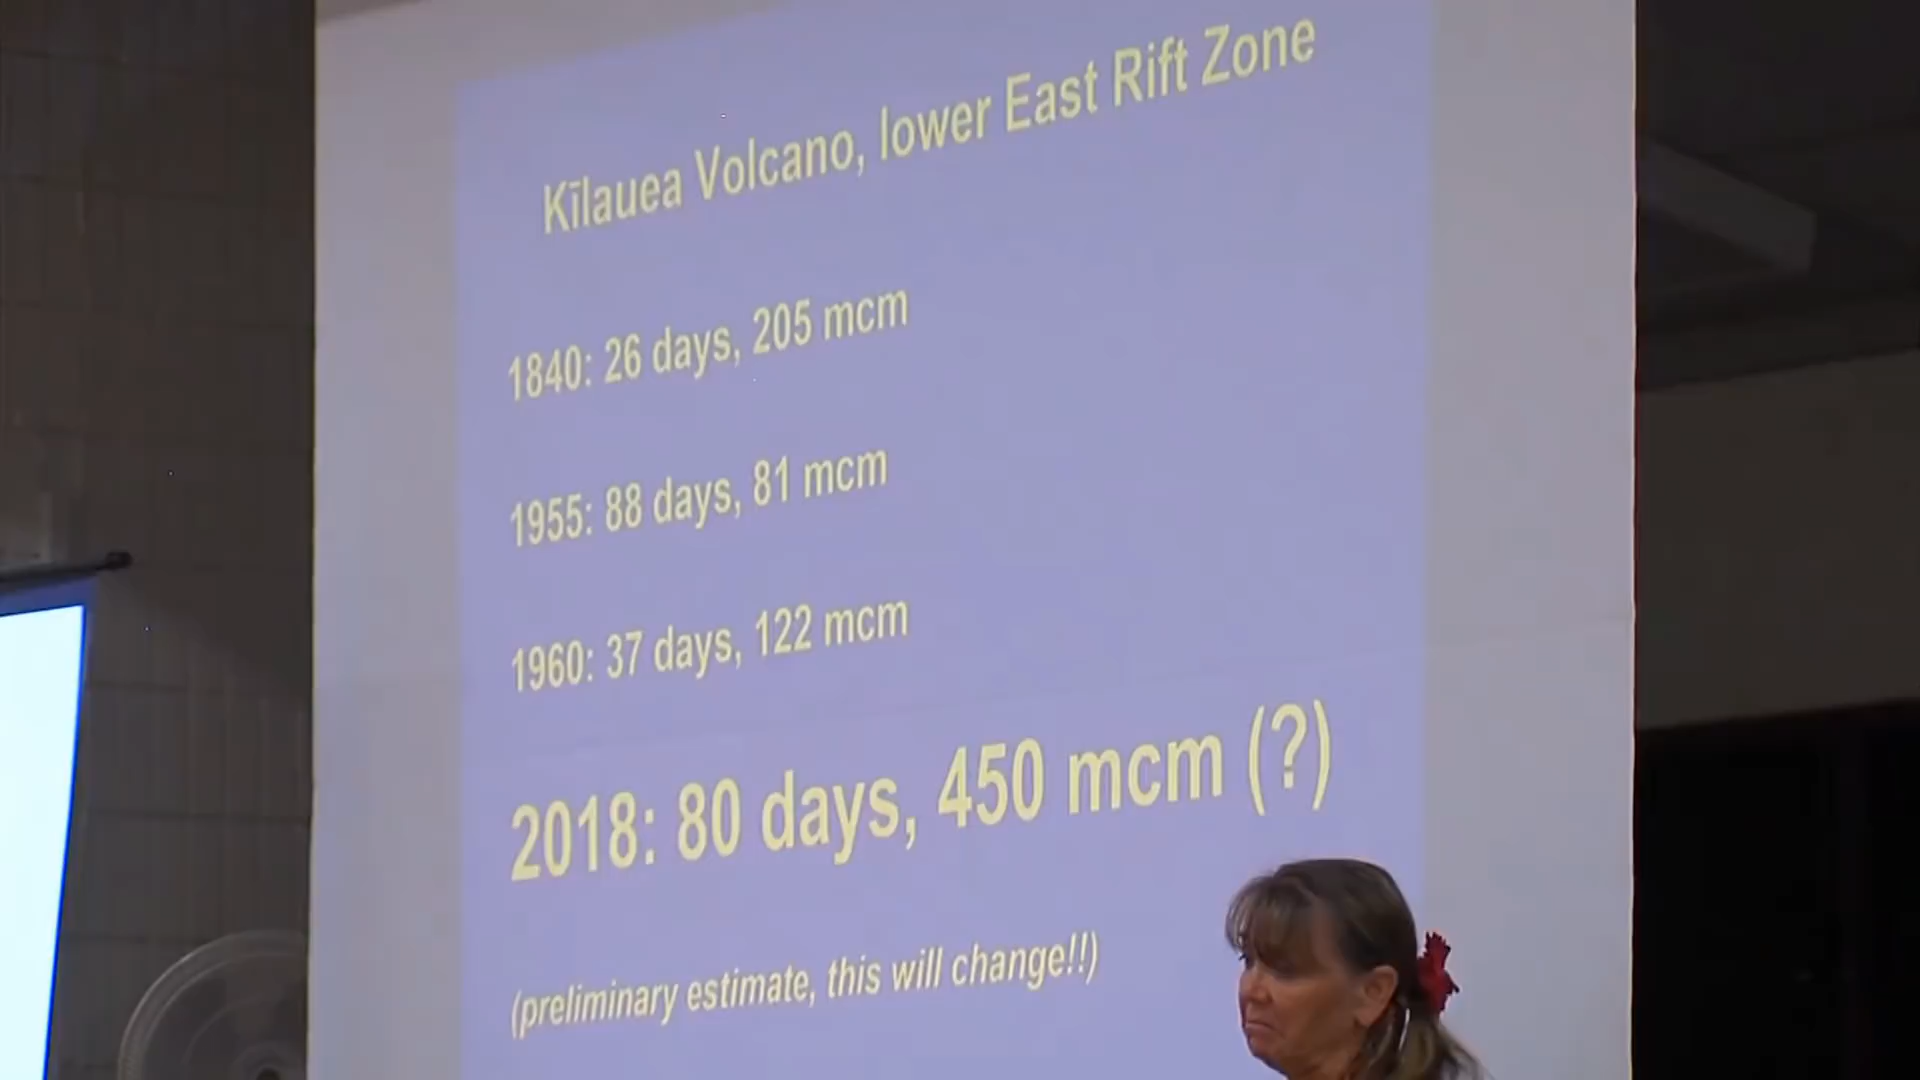 Kīlauea Volcano, lower East Rift Zone
1840: 26 days, 205 mcm
1955: 88 days, 81 mcm
1960: 37 days, 122 mcm
2018: 80 days, 450 mcm (?)
(preliminary estimate, this will change!!)